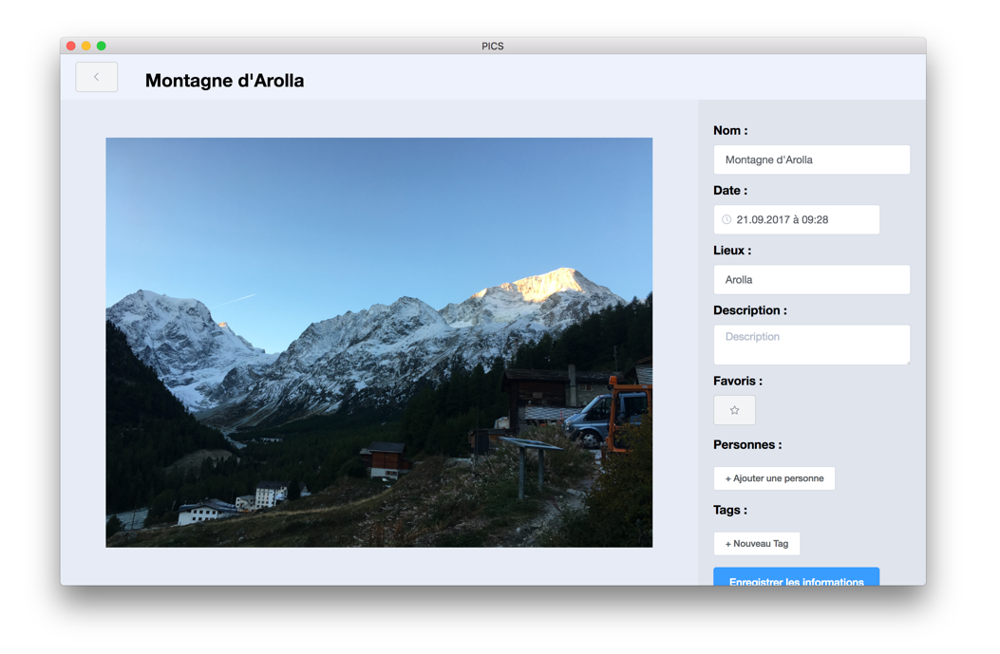 PICS
Montagne d'Arolla
Nom :
Montagne d'Arolla
Date :
21.09.2017 à 09:28
Lieux :
Arolla
Description :
Description
Favoris :
Personnes :
+ Ajouter une personne
Tags :
+ Nouveau Tag
Enregistrer les informations